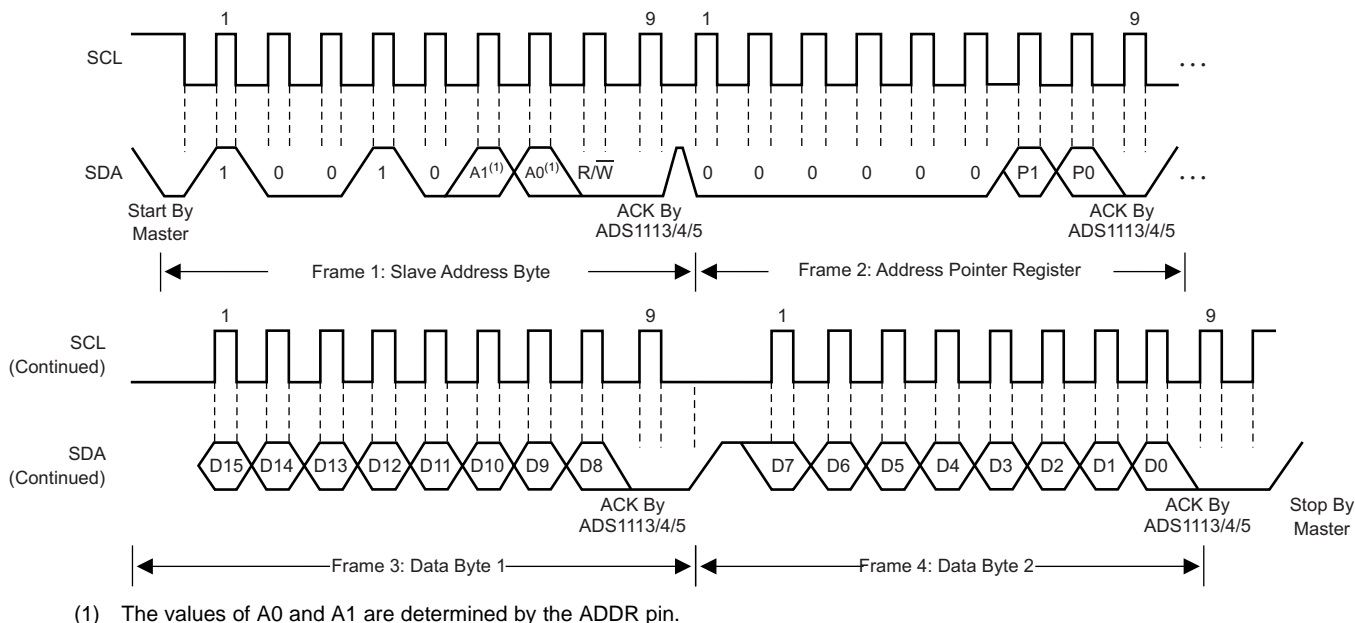 1 9 1 9
SCL ...
SDA 1 0 0 1 0 A1(1) A0(1) R/W̅ 0 0 0 0 0 0 P1 P0 ...
Start By
Master
ACK By
ADS1113/4/5
ACK By
ADS1113/4/5
Frame 1: Slave Address Byte
Frame 2: Address Pointer Register
1 9 1 9
SCL
(Continued)
SDA
(Continued)
D15 D14 D13 D12 D11 D10 D9 D8 D7 D6 D5 D4 D3 D2 D1 D0
ACK By
ADS1113/4/5
ACK By
ADS1113/4/5
Stop By
Master
Frame 3: Data Byte 1
Frame 4: Data Byte 2
(1) The values of A0 and A1 are determined by the ADDR pin.